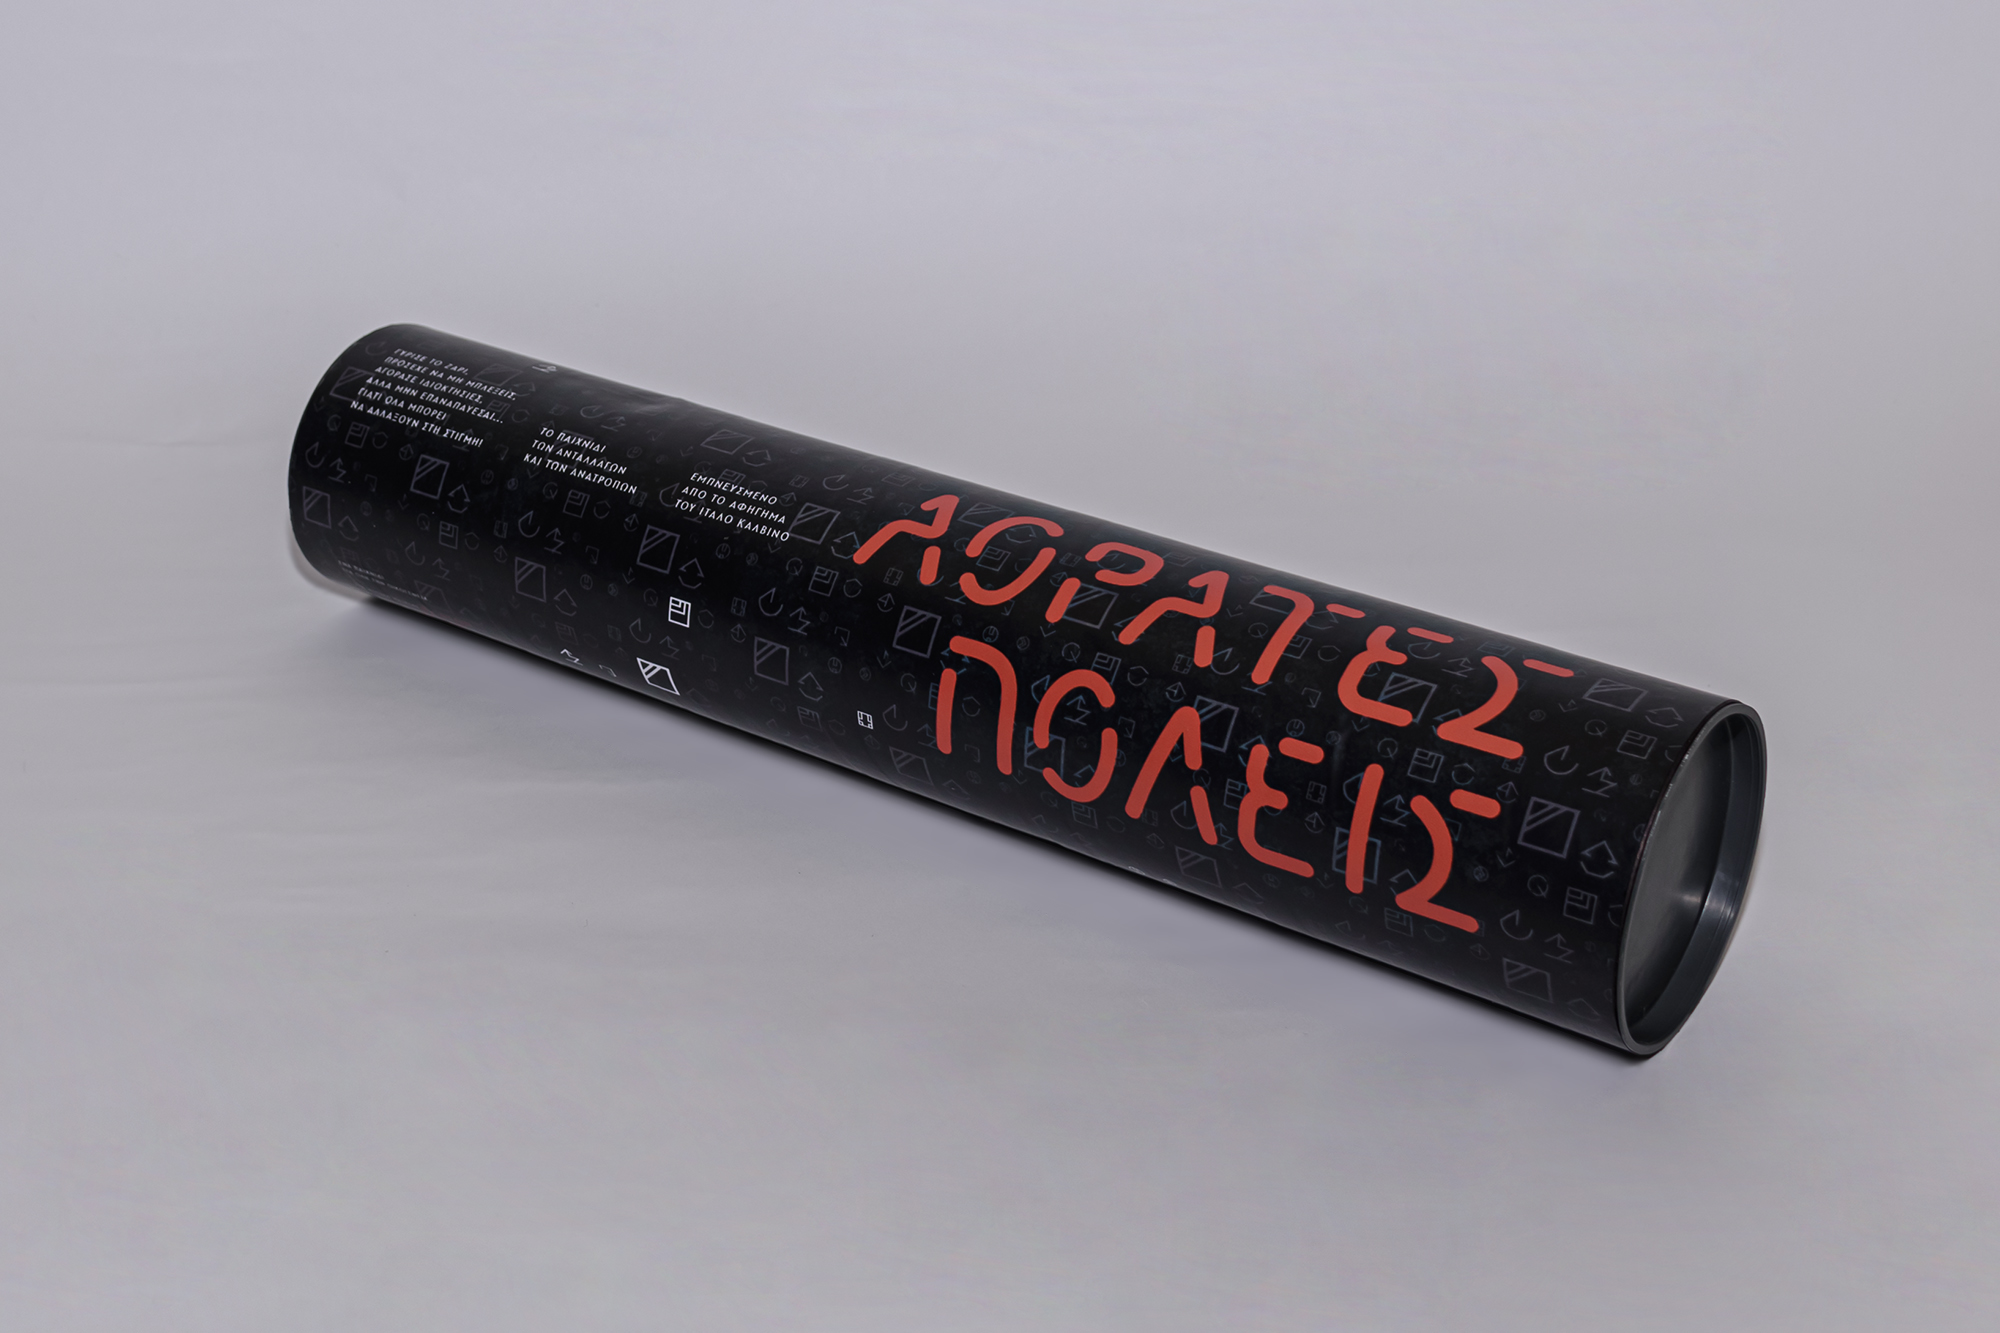 ΓΥΡΙΣΕ ΤΟ ΖΑΡΙ,
ΠΡΟΣΕΧΕ ΝΑ ΜΗ ΜΠΛΕΞΕΙΣ,
ΑΓΟΡΑΣΕ ΙΔΙΟΚΤΗΣΙΕΣ,
ΑΛΛΑ ΜΗΝ ΕΠΑΝΑΠΑΥΕΣΑΙ...
ΓΙΑΤΙ ΟΛΑ ΜΠΟΡΕΙ
ΝΑ ΑΛΛΑΞΟΥΝ ΣΤΗ ΣΤΙΓΜΗ!
ΤΟ ΠΑΙΧΝΙΔΙ
ΤΩΝ ΑΝΤΑΛΛΑΓΩΝ
ΚΑΙ ΤΩΝ ΑΝΑΤΡΟΠΩΝ
ΕΜΠΝΕΥΣΜΕΝΟ
ΑΠΟ ΤΟ ΑΦΗΓΗΜΑ
ΤΟΥ ΙΤΑΛΟ ΚΑΛΒΙΝΟ
ΑΟΡΑΤΕΣ
ΠΟΛΕΙΣ